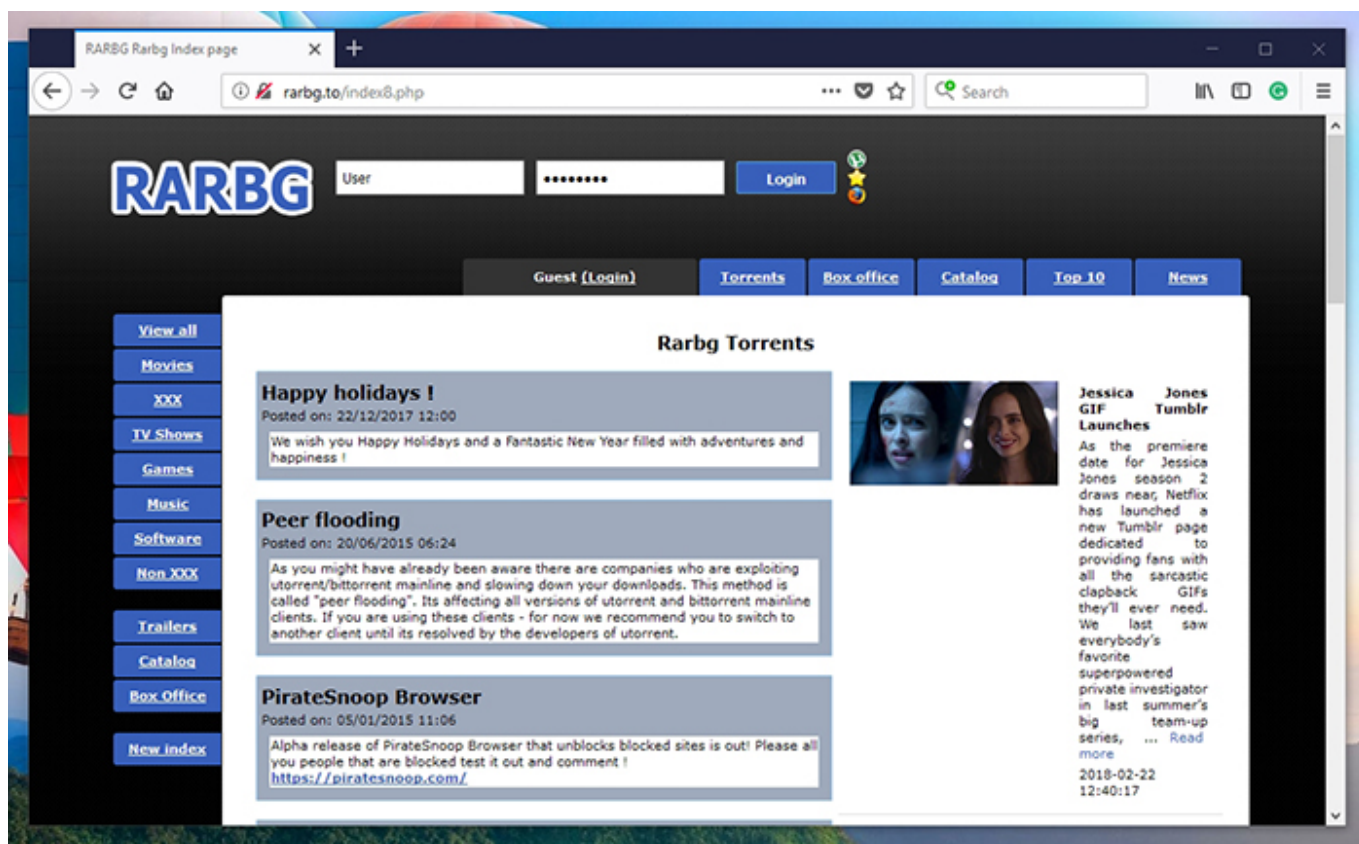 RARBG Rarbg Index page
rarbg.to/index8.php
Search
RARBG
User
Login
Guest (Login)
Torrents
Box office
Catalog
Top 10
News
View all
Movies
XXX
TV Shows
Games
Music
Software
Non XXX
Trailers
Catalog
Box Office
New index
Rarbg Torrents
Happy holidays !
Posted on: 22/12/2017 12:00
We wish you Happy Holidays and a Fantastic New Year filled with adventures and
happiness !
Peer flooding
Posted on: 20/06/2015 06:24
As you might have already been aware there are companies who are exploiting
utorrent/bittorrent mainline and slowing down your downloads. This method is
called "peer flooding". Its affecting all versions of utorrent and bittorrent mainline
clients. If you are using these clients - for now we recommend you to switch to
another client until its resolved by the developers of utorrent.
PirateSnoop Browser
Posted on: 05/01/2015 11:06
Alpha release of PirateSnoop Browser that unblocks blocked sites is out! Please all
you people that are blocked test it out and comment !
https://piratesnoop.com/
Jessica Jones
GIF Tumblr
Launches
As the premiere
date for Jessica
Jones season 2
draws near, Netflix
has launched a
new Tumblr page
dedicated to
providing fans with
all the sarcastic
clapback GIFs
they'll ever need.
We last saw
everybody's
favorite
superpowered
private investigator
in last summer's
big team-up
series, ... Read
more
2018-02-22
12:40:17